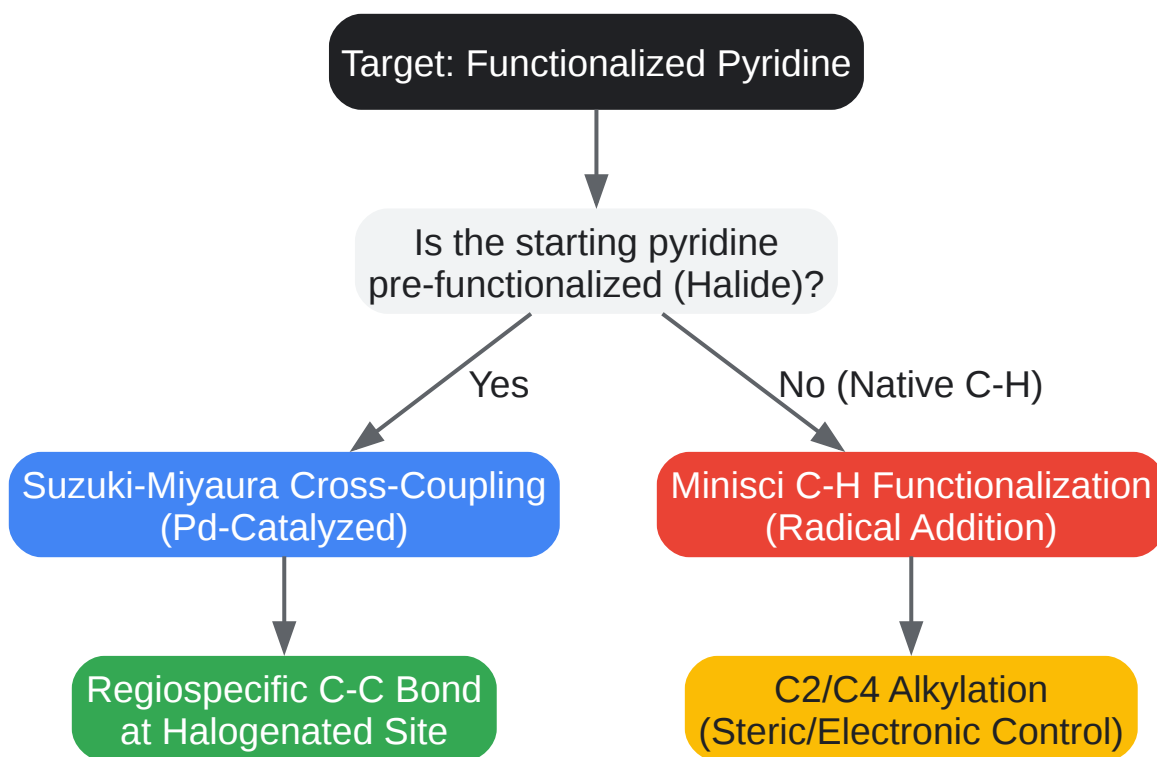 Target: Functionalized Pyridine
Is the starting pyridine
pre-functionalized (Halide)?
Yes
No (Native C-H)
Suzuki-Miyaura Cross-Coupling
(Pd-Catalyzed)
Minisci C-H Functionalization
(Radical Addition)
Regiospecific C-C Bond
at Halogenated Site
C2/C4 Alkylation
(Steric/Electronic Control)